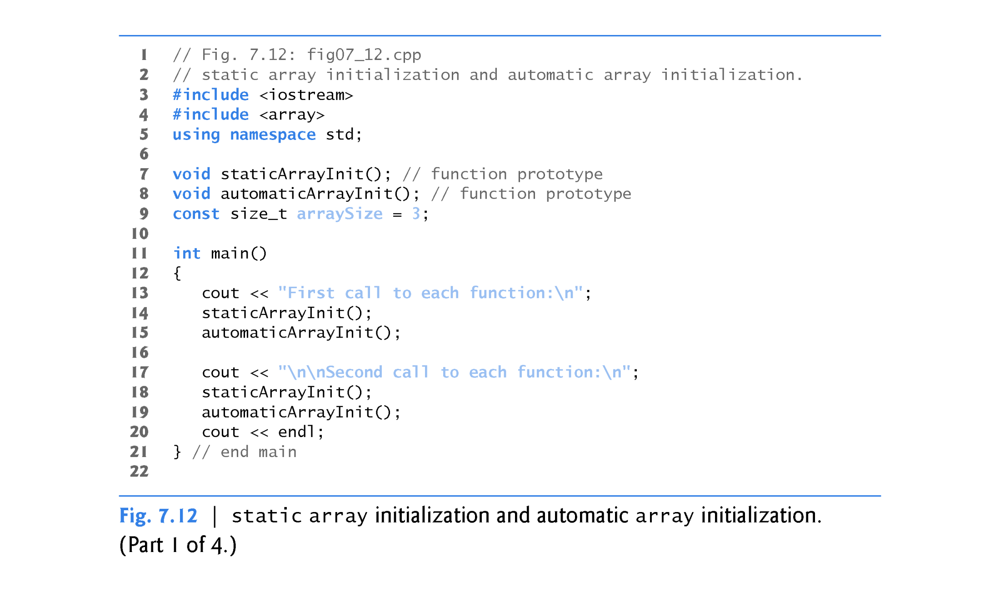 1 // Fig. 7.12: fig07_12.cpp
2 // static array initialization and automatic array initialization.
3 #include <iostream>
4 #include <array>
5 using namespace std;
6
7 void staticArrayInit(); // function prototype
8 void automaticArrayInit(); // function prototype
9 const size_t arraySize = 3;
10
11 int main()
12 {
13    cout << "First call to each function:\n";
14    staticArrayInit();
15    automaticArrayInit();
16
17    cout << "\n\nSecond call to each function:\n";
18    staticArrayInit();
19    automaticArrayInit();
20    cout << endl;
21 } // end main
22
Fig. 7.12 | static array initialization and automatic array initialization.
(Part 1 of 4.)